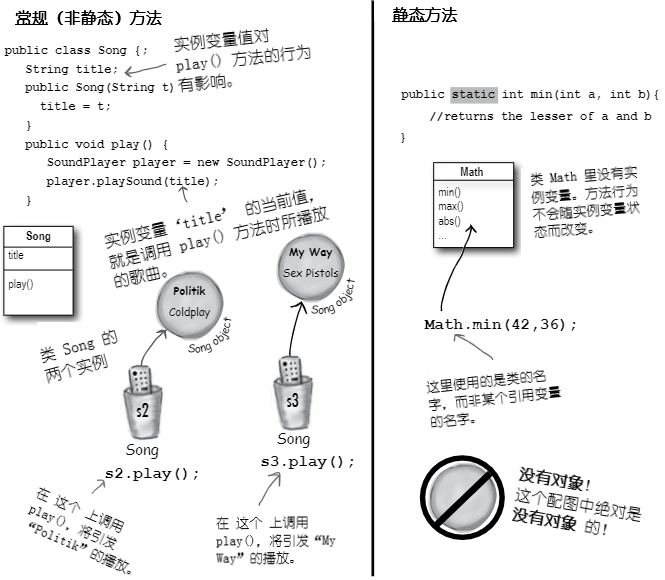 常规（非静态）方法
public class Song {;
String title;
public Song(String t)
title = t;
}
public void play() {
SoundPlayer player = new SoundPlayer();
player.playSound(title);
}
实例变量值对
play() 方法的行为
有影响。
实例变量‘title’ 的当前值，
就是调用 play() 方法时所播放
的歌曲。
Song
title
play()
类 Song 的
两个实例
Politik
Coldplay
Song object
My Way
Sex Pistols
Song object
s2
Song
s2.play();
s3
Song
s3.play();
在 这个 上调用
play(), 将引发
“Politik”的播放。
在 这个 上调用
play(), 将引发“My
Way”的播放。
静态方法
public static int min(int a, int b){
//returns the lesser of a and b
}
Math
min()
max()
abs()
...
类 Math 里没有实
例变量。方法行为
不会随实例变量状
态而改变。
Math.min(42,36);
这里使用的是类的名
字，而非某个引用变量
的名字。
没有对象！
这个配图中绝对是
没有对象 的！